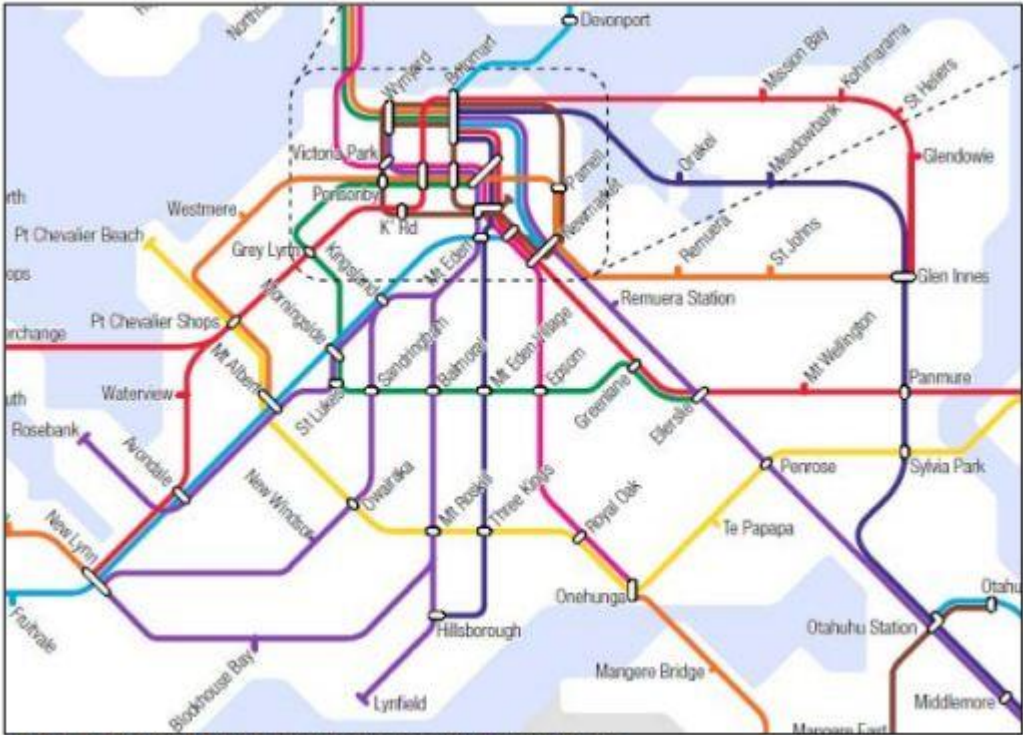 Devonport
Wynyard
Britomart
Mission Bay
Kohimarama
St Heliers
Victoria Park
Orakei
Meadowbank
Glendowie
Parnell
Ponsonby
Westmere
K' Rd
Newmarket
Pt Chevalier Beach
Grey Lynn
Kingsland
Mt Eden
Remuera
St Johns
Glen Innes
Remuera Station
Morningside
Pt Chevalier Shops
Mt Albert
Sandringham
Balmoral
Mt Eden Village
Epsom
Mt Wellington
Panmure
Waterview
St Lukes
Greenlane
Ellerslie
Rosebank
Avondale
New Windsor
Owairaka
Mt Roskill
Three Kings
Royal Oak
Penrose
Sylvia Park
New Lynn
Te Papapa
Onehunga
Fruitvale
Hillsborough
Otahuhu Station
Blockhouse Bay
Mangere Bridge
Lynfield
Middlemore
Mangere East